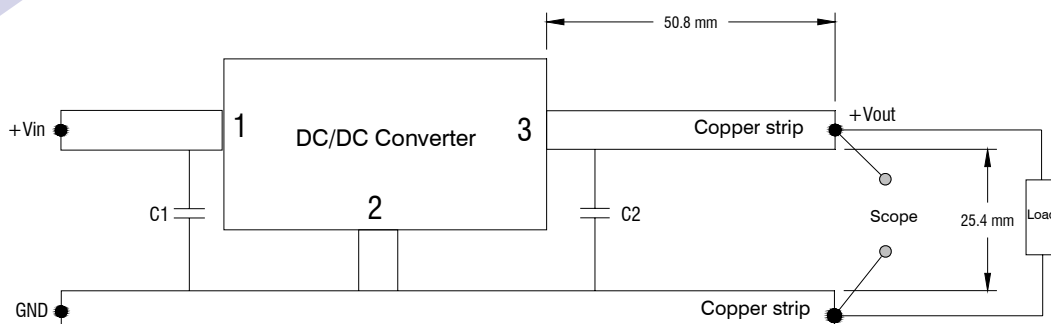 50.8 mm
+Vin
1
DC/DC Converter
3
Copper strip
+Vout
C1
2
C2
Scope
25.4 mm
Load
GND
Copper strip